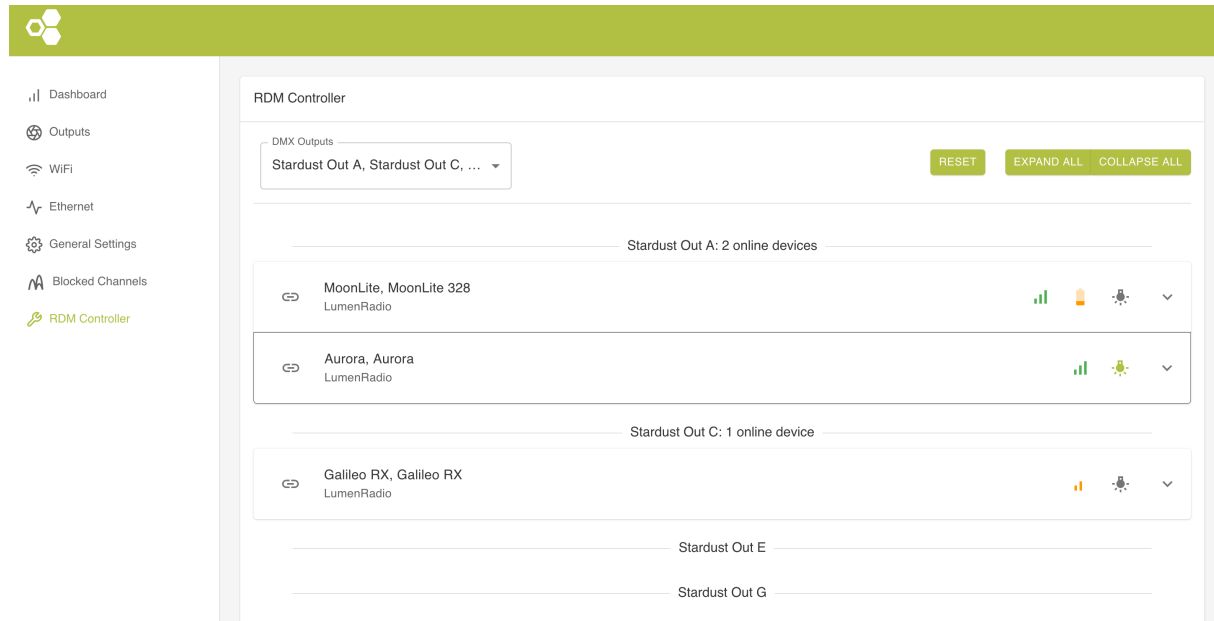 Dashboard
Outputs
WiFi
Ethernet
General Settings
Blocked Channels
RDM Controller
RDM Controller
DMX Outputs
Stardust Out A, Stardust Out C, ...
RESET
EXPAND ALL
COLLAPSE ALL
Stardust Out A: 2 online devices
MoonLite, MoonLite 328
LumenRadio
Aurora, Aurora
LumenRadio
Stardust Out C: 1 online device
Galileo RX, Galileo RX
LumenRadio
Stardust Out E
Stardust Out G